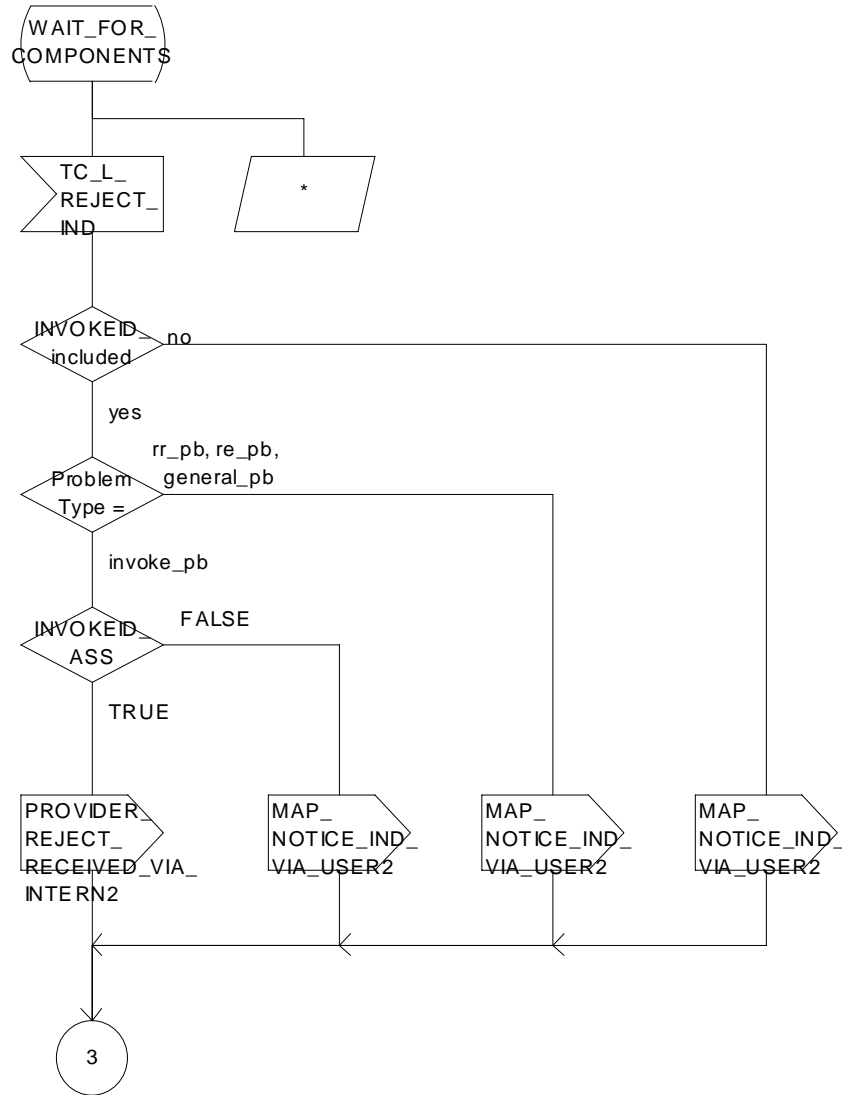 WAIT_FOR_
COMPONENTS
TC_L_
REJECT_
IND
*
INVOKEID_
included
no
yes
rr_pb, re_pb,
general_pb
Problem
Type =
invoke_pb
INVOKEID_
ASS
FALSE
TRUE
PROVIDER_
REJECT_
RECEIVED_VIA_
INTERN2
MAP_
NOTICE_IND_
VIA_USER2
MAP_
NOTICE_IND_
VIA_USER2
MAP_
NOTICE_IND_
VIA_USER2
3